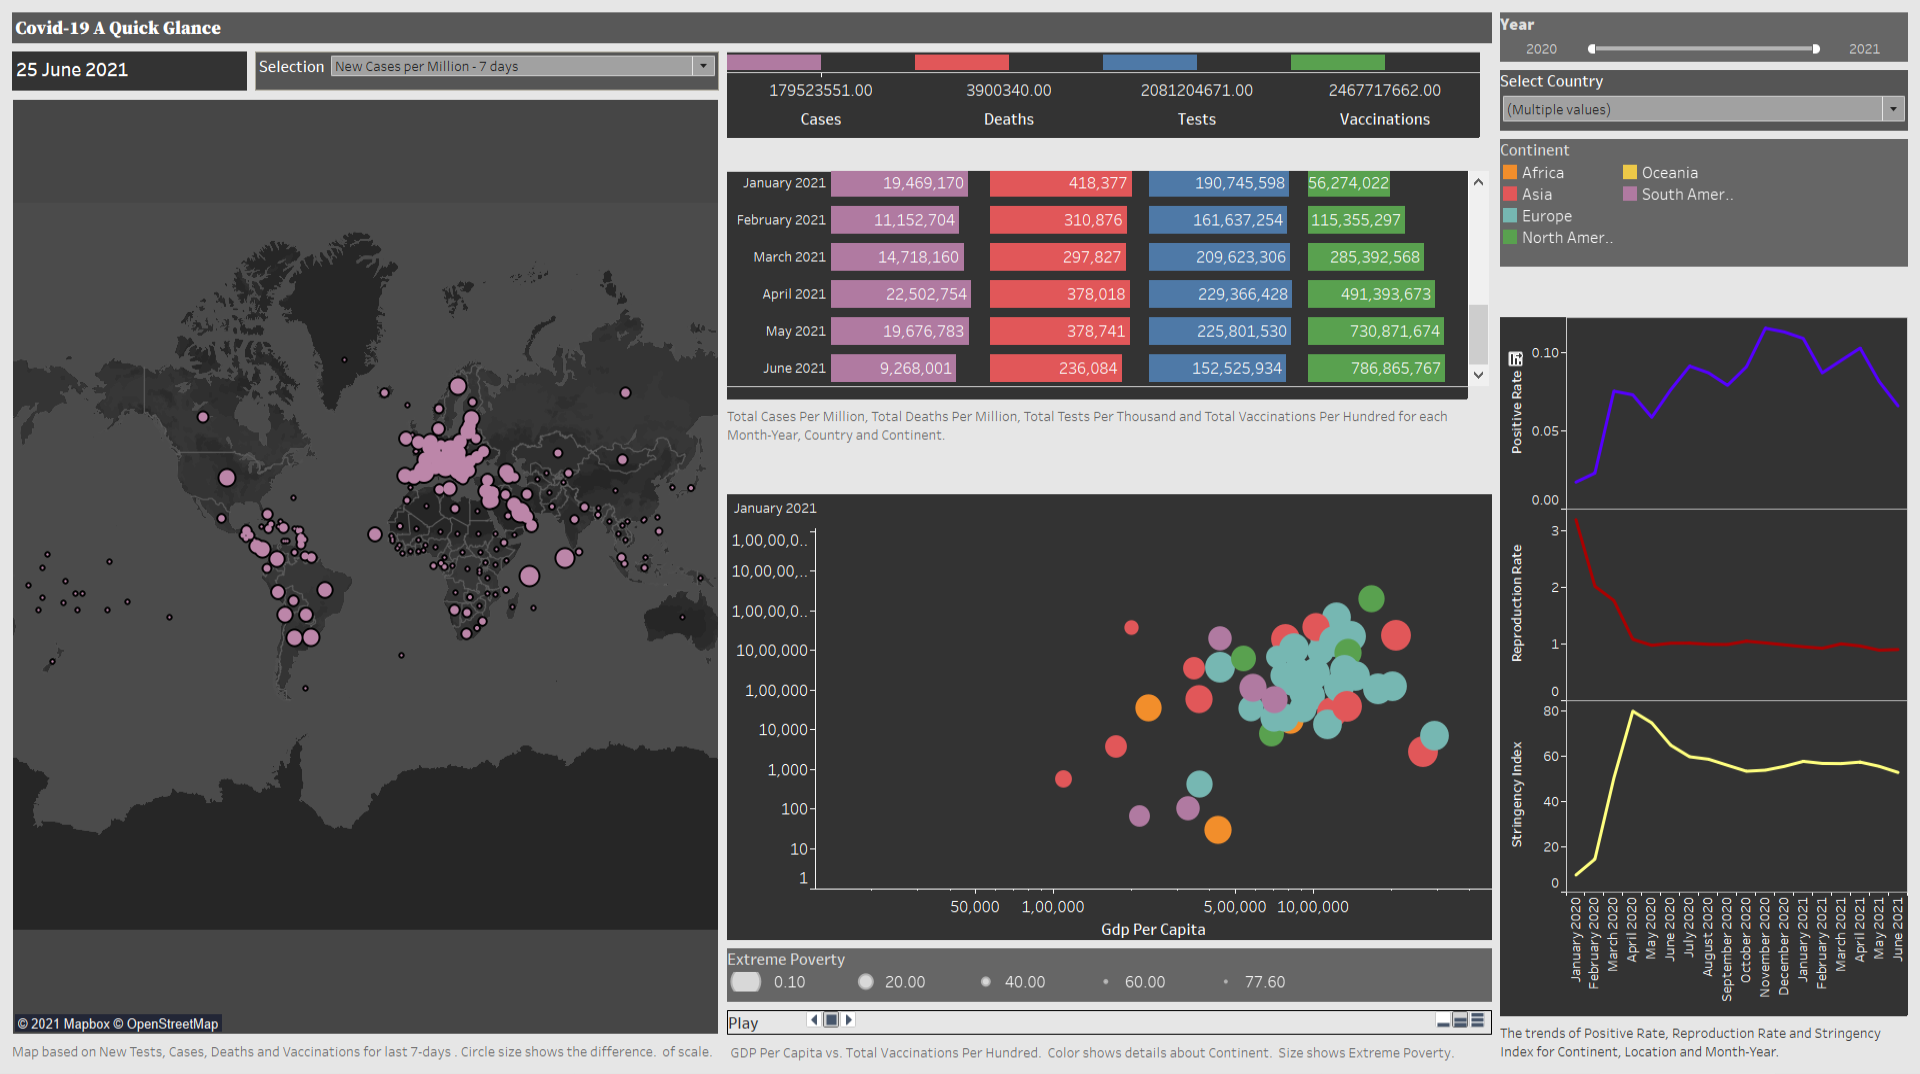 Covid-19 A Quick Glance
25 June 2021
Selection
New Cases per Million - 7 days
© 2021 Mapbox © OpenStreetMap
Map based on New Tests, Cases, Deaths and Vaccinations for last 7-days . Circle size shows the difference.  of scale.
179523551.00 3900340.00 2081204671.00 2467717662.00
Cases Deaths Tests Vaccinations
January 2021 19,469,170 418,377 190,745,598 56,274,022
February 2021 11,152,704 310,876 161,637,254 115,355,297
March 2021 14,718,160 297,827 209,623,306 285,392,568
April 2021 22,502,754 378,018 229,366,428 491,393,673
May 2021 19,676,783 378,741 225,801,530 730,871,674
June 2021 9,268,001 236,084 152,525,934 786,865,767
Total Cases Per Million, Total Deaths Per Million, Total Tests Per Thousand and Total Vaccinations Per Hundred for each
Month-Year, Country and Continent.
January 2021
1,00,00,0..
10,00,00,..
1,00,00,0..
10,00,000
1,00,000
10,000
1,000
100
10
1
50,000 1,00,000 5,00,000 10,00,000
Gdp Per Capita
Extreme Poverty
0.10 20.00 40.00 60.00 77.60
Play
GDP Per Capita vs. Total Vaccinations Per Hundred.  Color shows details about Continent.  Size shows Extreme Poverty.
Year
2020 2021
Select Country
(Multiple values)
Continent
Africa
Asia
Europe
North Amer..
Oceania
South Amer..
Positive Rate
0.10
0.05
0.00
Reproduction Rate
3
2
1
0
Stringency Index
80
60
40
20
0
January 2020
February 2020
March 2020
April 2020
May 2020
June 2020
July 2020
August 2020
September 2020
October 2020
November 2020
December 2020
January 2021
February 2021
March 2021
April 2021
May 2021
June 2021
The trends of Positive Rate, Reproduction Rate and Stringency
Index for Continent, Location and Month-Year.